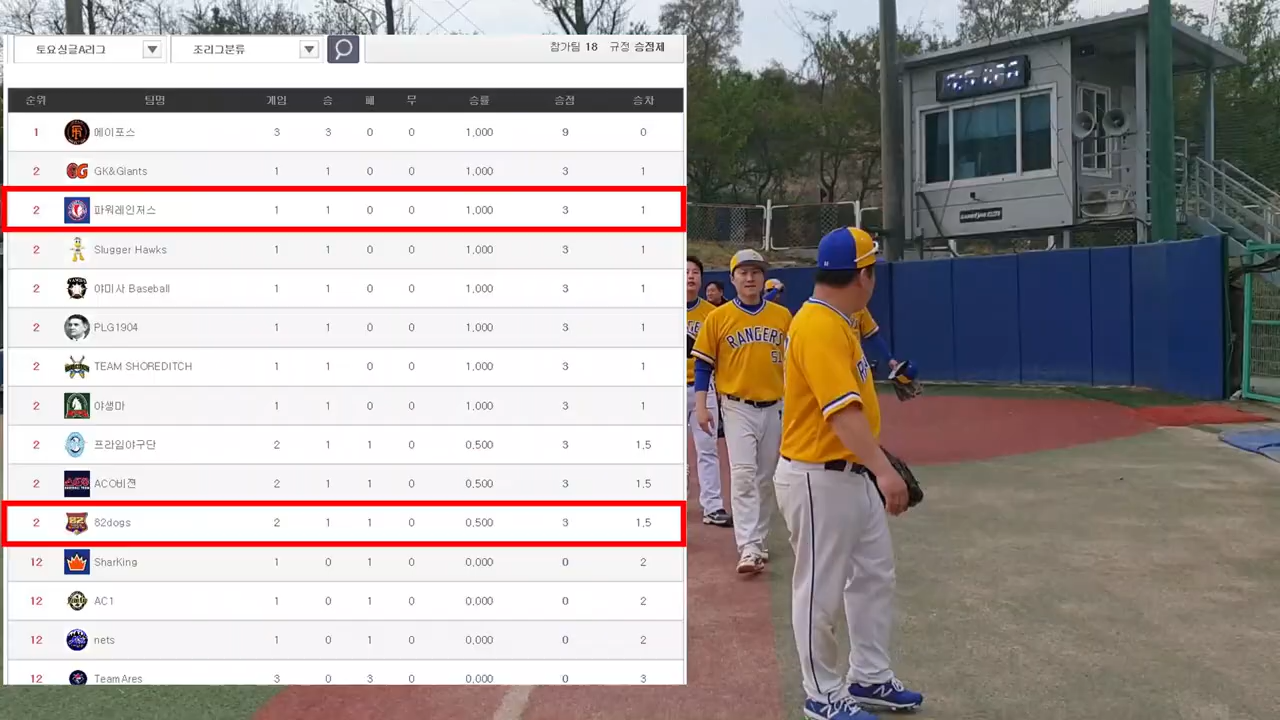 토요싱글A리그 조리그분류 참가팀 18 규정 승점제
순위 팀명 게임 승 패 무 승률 승점 승차
1 에이포스 3 3 0 0 1,000 9 0
2 GK&Giants 1 1 0 0 1,000 3 1
2 파워레인저스 1 1 0 0 1,000 3 1
2 Slugger Hawks 1 1 0 0 1,000 3 1
2 야미사 Baseball 1 1 0 0 1,000 3 1
2 PLG1904 1 1 0 0 1,000 3 1
2 TEAM SHOREDITCH 1 1 0 0 1,000 3 1
2 야생마 1 1 0 0 1,000 3 1
2 프라임야구단 2 1 1 0 0,500 3 1,5
2 ACO비젼 2 1 1 0 0,500 3 1,5
2 82dogs 2 1 1 0 0,500 3 1,5
12 SharKing 1 0 1 0 0,000 0 2
12 AC1 1 0 1 0 0,000 0 2
12 nets 1 0 1 0 0,000 0 2
12 TeamAres 3 0 3 0 0,000 0 3
RANGERS
51